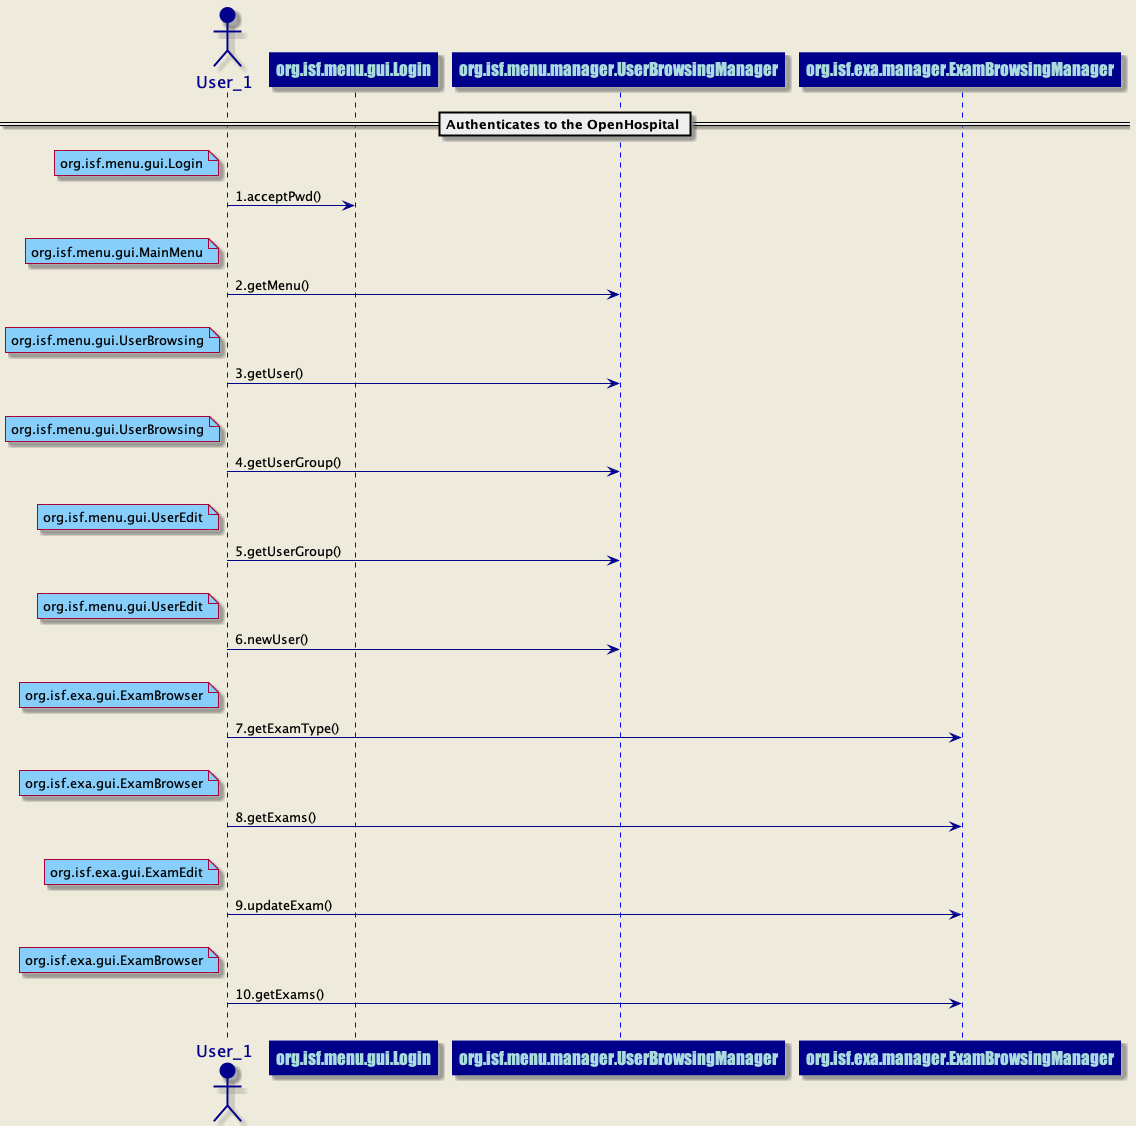 User_1
org.isf.menu.gui.Login
org.isf.menu.manager.UserBrowsingManager
org.isf.exa.manager.ExamBrowsingManager
Authenticates to the OpenHospital
org.isf.menu.gui.Login
1.acceptPwd()
org.isf.menu.gui.MainMenu
2.getMenu()
org.isf.menu.gui.UserBrowsing
3.getUser()
org.isf.menu.gui.UserBrowsing
4.getUserGroup()
org.isf.menu.gui.UserEdit
5.getUserGroup()
org.isf.menu.gui.UserEdit
6.newUser()
org.isf.exa.gui.ExamBrowser
7.getExamType()
org.isf.exa.gui.ExamBrowser
8.getExams()
org.isf.exa.gui.ExamEdit
9.updateExam()
org.isf.exa.gui.ExamBrowser
10.getExams()
User_1
org.isf.menu.gui.Login
org.isf.menu.manager.UserBrowsingManager
org.isf.exa.manager.ExamBrowsingManager